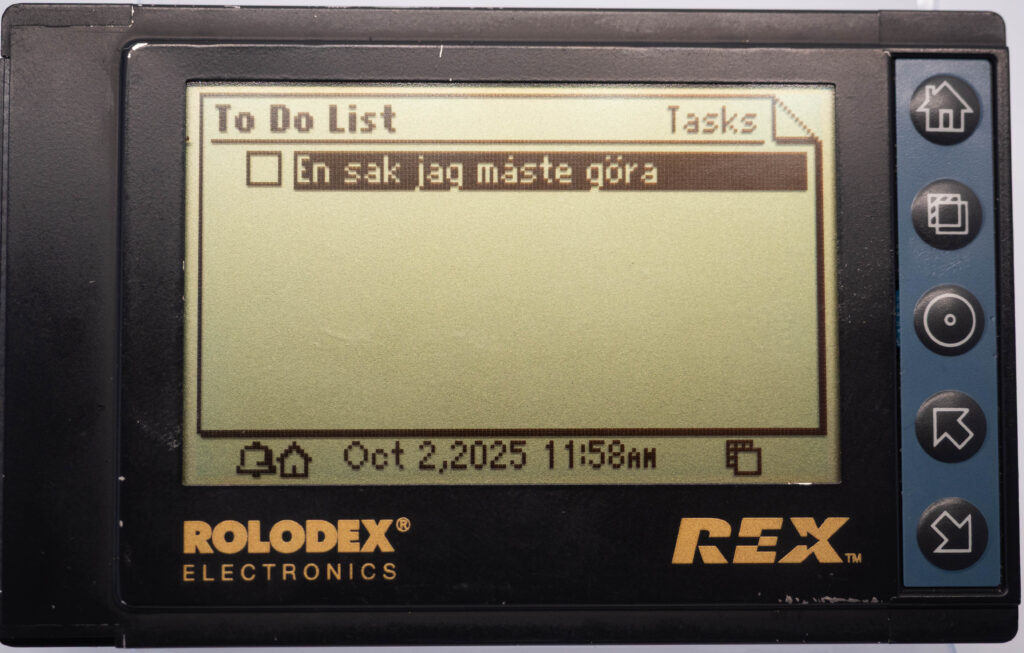 To Do List Tasks
En sak jag måste göra
Oct 2,2025 11:58AM
ROLODEX® REX™
ELECTRONICS